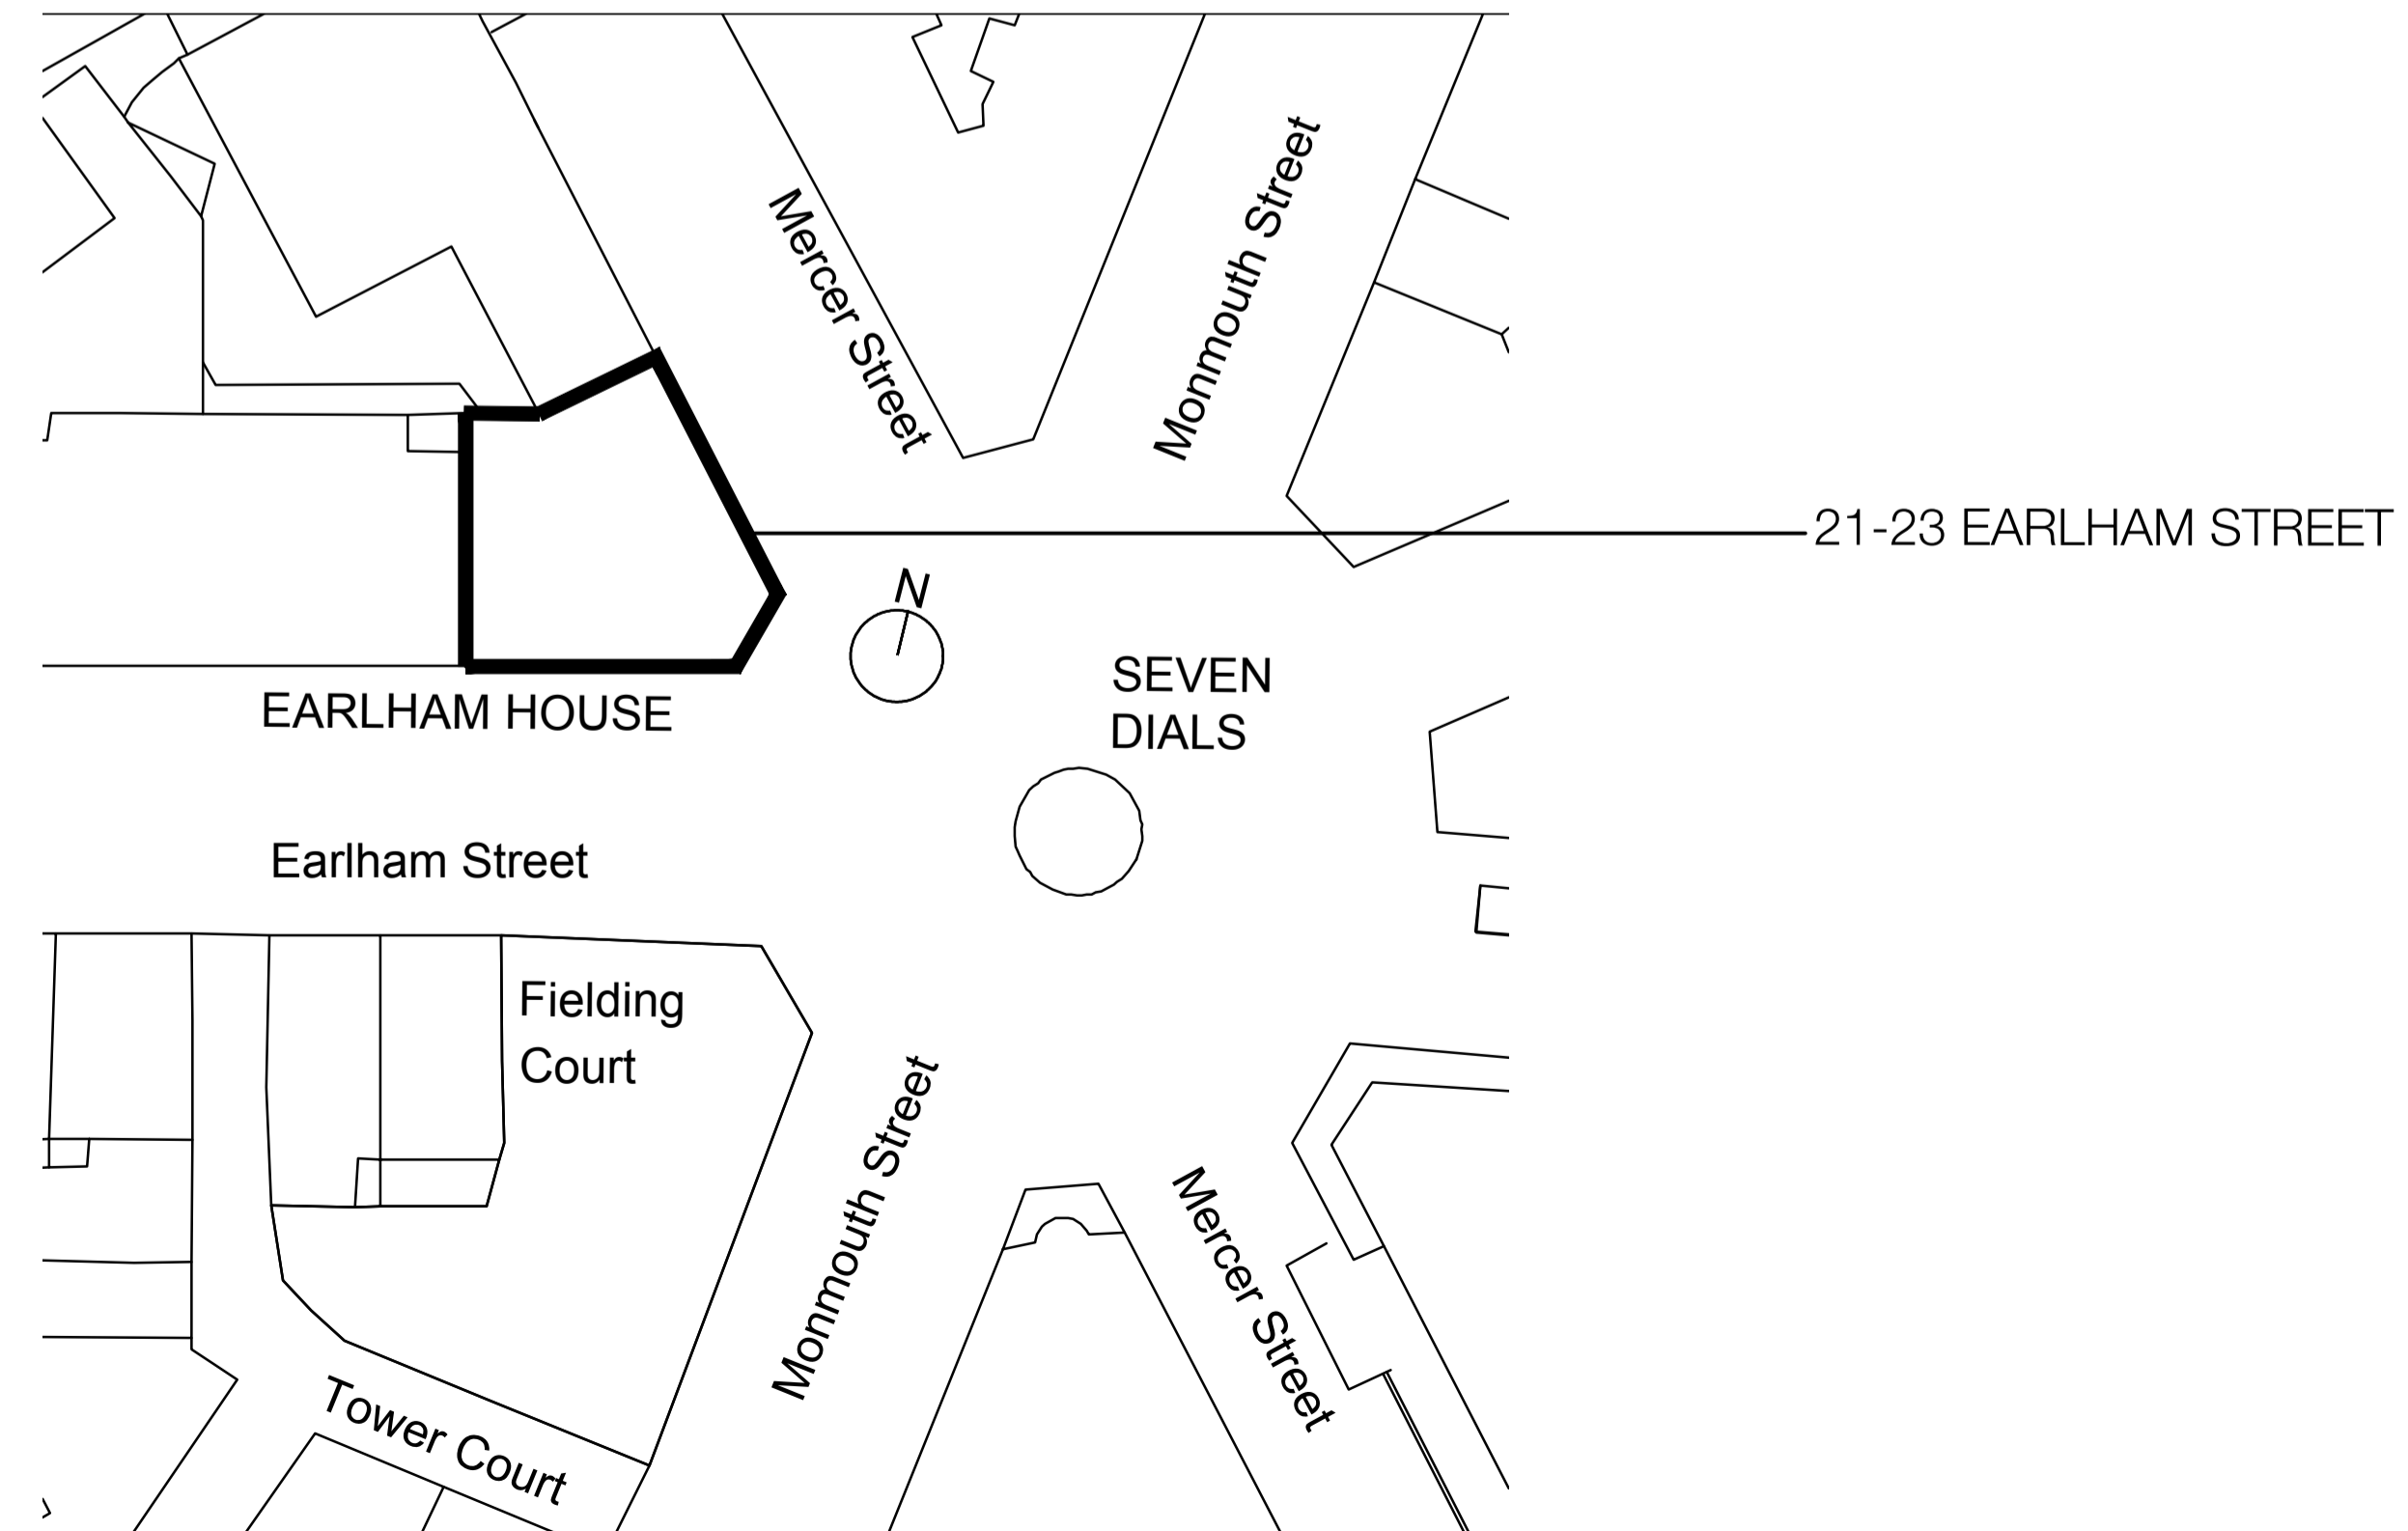 Mercer Street
Monmouth Street
21-23 EARLHAM STREET
N
SEVEN
DIALS
EARLHAM HOUSE
Earlham Street
Fielding
Court
Monmouth Street
Mercer Street
Tower Court